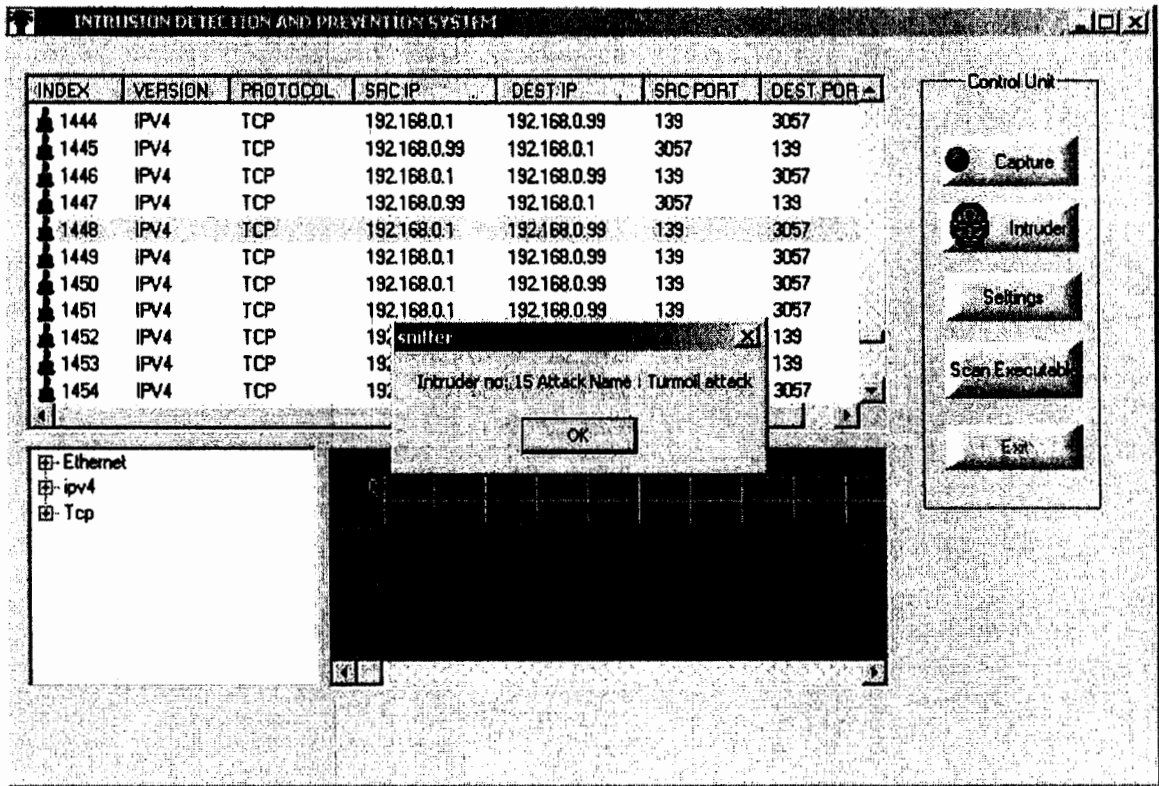 INTRUSION DETECTION AND PREVENTION SYSTEM
INDEX VERSION PROTOCOL SRC IP DEST IP SRC PORT DEST POR
1444 IPV4 TCP 192.168.0.1 192.168.0.99 139 3057
1445 IPV4 TCP 192.168.0.99 192.168.0.1 3057 139
1446 IPV4 TCP 192.168.0.1 192.168.0.99 139 3057
1447 IPV4 TCP 192.168.0.99 192.168.0.1 3057 139
1448 IPV4 TCP 192.168.0.1 192.168.0.99 139 3057
1449 IPV4 TCP 192.168.0.1 192.168.0.99 139 3057
1450 IPV4 TCP 192.168.0.1 192.168.0.99 139 3057
1451 IPV4 TCP 192.168.0.1 192.168.0.99 139 3057
1452 IPV4 TCP 139
1453 IPV4 TCP 139
1454 IPV4 TCP 3057
sniffer
Intruder no: 15 Attack Name : Turmoil attack
OK
Ethernet
ipv4
Tcp
Control Unit
Capture
Intruder
Settings
Scan Executabl
Exit